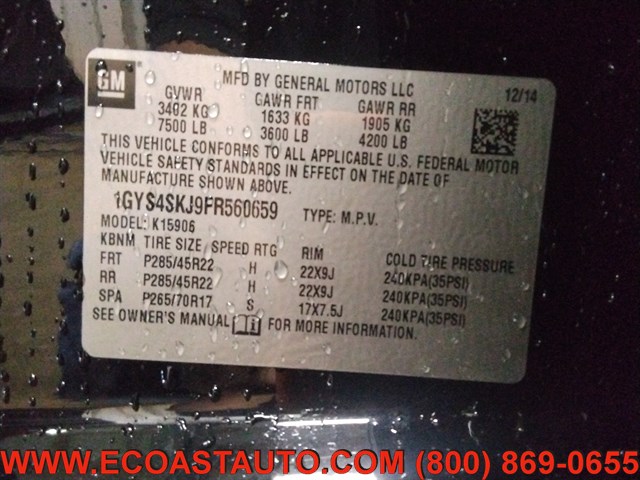 GM
MFD BY GENERAL MOTORS LLC
12/14
GVWR GAWR FRT GAWR RR
3402 KG 1633 KG 1905 KG
7500 LB 3600 LB 4200 LB
THIS VEHICLE CONFORMS TO ALL APPLICABLE U.S. FEDERAL MOTOR
VEHICLE SAFETY STANDARDS IN EFFECT ON THE DATE OF
MANUFACTURE SHOWN ABOVE.
1GYS4SKJ9FR560659 TYPE: M.P.V.
MODEL: K15906
KBNM TIRE SIZE SPEED RTG RIM COLD TIRE PRESSURE
FRT P285/45R22 H 22X9J 240KPA(35PSI)
RR P285/45R22 H 22X9J 240KPA(35PSI)
SPA P265/70R17 S 17X7.5J 240KPA(35PSI)
SEE OWNER'S MANUAL FOR MORE INFORMATION.
WWW.ECOASTAUTO.COM (800) 869-0655